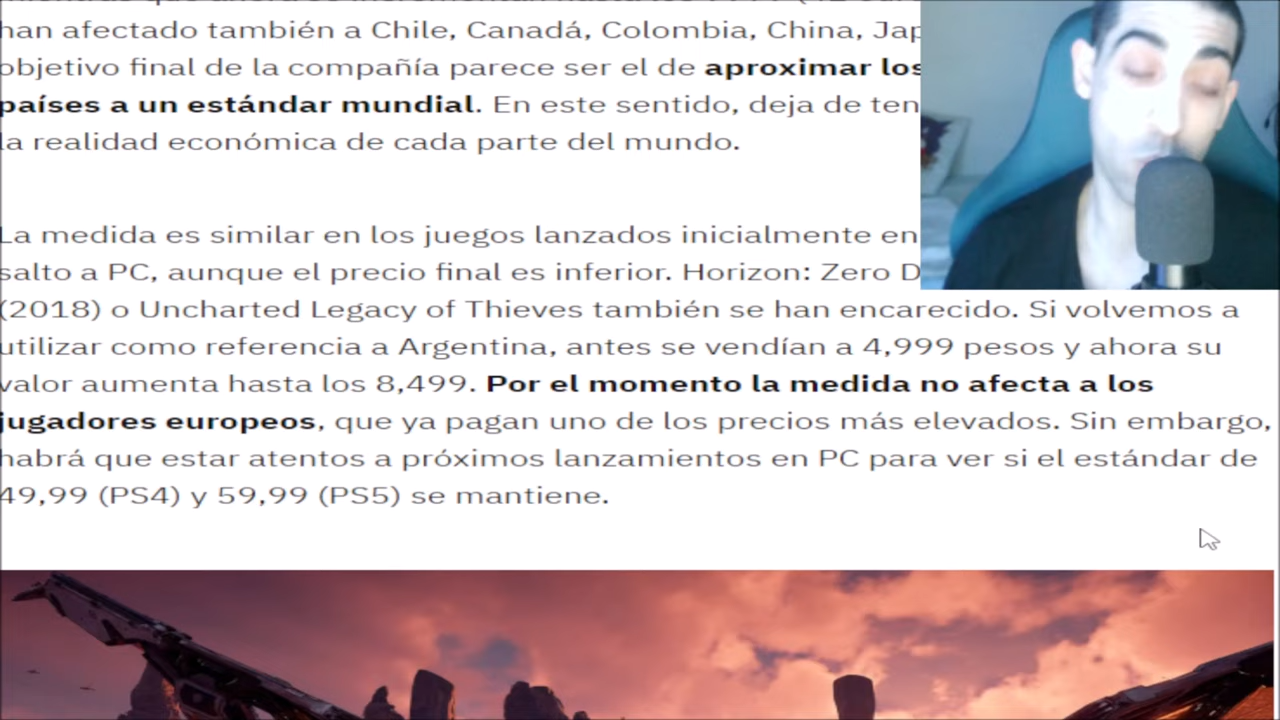 han afectado también a Chile, Canadá, Colombia, China,
objetivo final de la compañía parece ser el de aproximar los
países a un estándar mundial. En este sentido, deja de
la realidad económica de cada parte del mundo.
La medida es similar en los juegos lanzados inicialmente en
salto a PC, aunque el precio final es inferior. Horizon: Zero
(2018) o Uncharted Legacy of Thieves también se han encarecido. Si volvemos a
utilizar como referencia a Argentina, antes se vendían a 4,999 pesos y ahora su
valor aumenta hasta los 8,499. Por el momento la medida no afecta a los
jugadores europeos, que ya pagan uno de los precios más elevados. Sin embargo,
habrá que estar atentos a próximos lanzamientos en PC para ver si el estándar de
49,99 (PS4) y 59,99 (PS5) se mantiene.